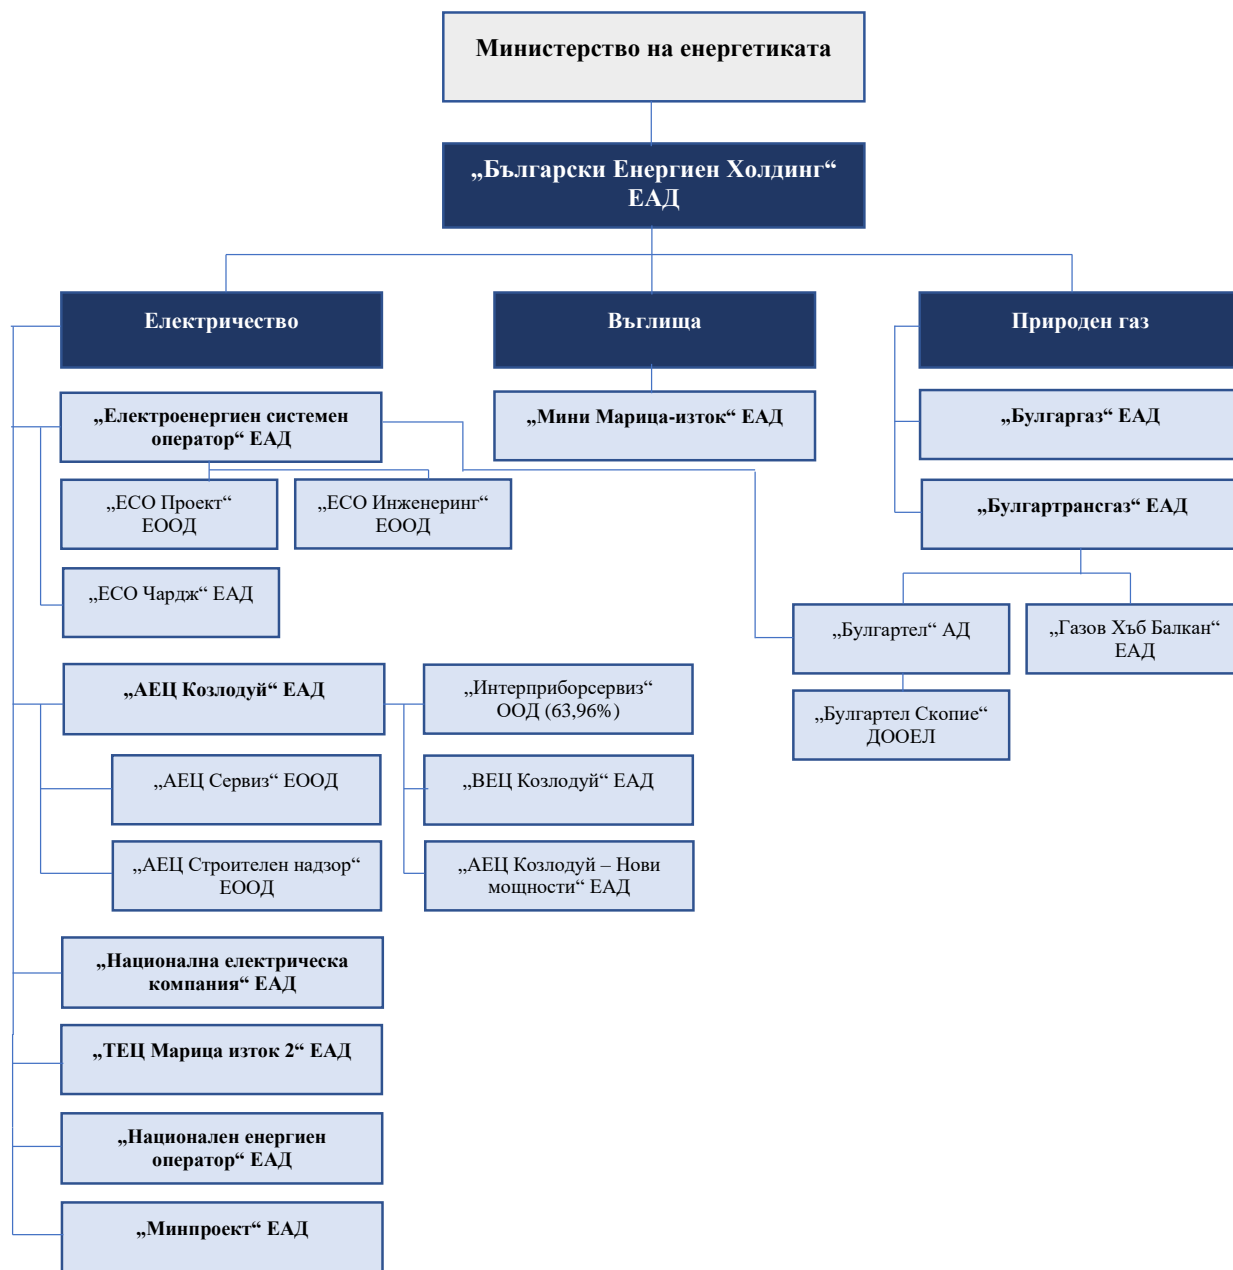 Министерство на енергетиката
„Български Енергиен Холдинг“
ЕАД
Електричество
Въглища
Природен газ
„Електроенергиен системен
оператор“ ЕАД
„Мини Марица-изток“ ЕАД
„Булгаргаз“ ЕАД
„ЕСО Проект“
ЕООД
„ЕСО Инженеринг“
ЕООД
„Булгартрансгаз“ ЕАД
„ЕСО Чардж“ ЕАД
„Булгартел“ АД
„Газов Хъб Балкан“
ЕАД
„АЕЦ Козлодуй“ ЕАД
„Интерприборсервиз“
ООД (63,96%)
„Булгартел Скопие“
ДООЕЛ
„АЕЦ Сервиз“ ЕООД
„ВЕЦ Козлодуй“ ЕАД
„АЕЦ Строителен надзор“
ЕООД
„АЕЦ Козлодуй – Нови
мощности“ ЕАД
„Национална електрическа
компания“ ЕАД
„ТЕЦ Марица изток 2“ ЕАД
„Национален енергиен
оператор“ ЕАД
„Минпроект“ ЕАД